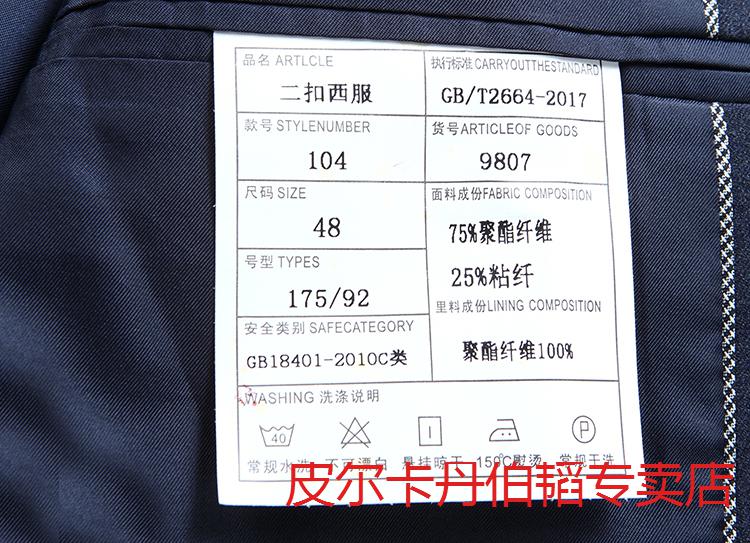 品名 ARTLCLE
二扣西服
执行标准 CARRYOUTTHESTANDARD
GB/T2664-2017
款号 STYLENUMBER
104
货号 ARTICLEOF GOODS
9807
尺码 SIZE
48
面料成份FABRIC COMPOSITION
75%聚酯纤维
25%粘纤
号型 TYPES
175/92
里料成份LINING COMPOSITION
聚酯纤维100%
安全类别 SAFECATEGORY
GB18401-2010C类
WASHING 洗涤说明
40
P
常规水洗 不可漂白 悬挂晾干 150℃熨烫 常规干洗
皮尔卡丹伯韬专卖店